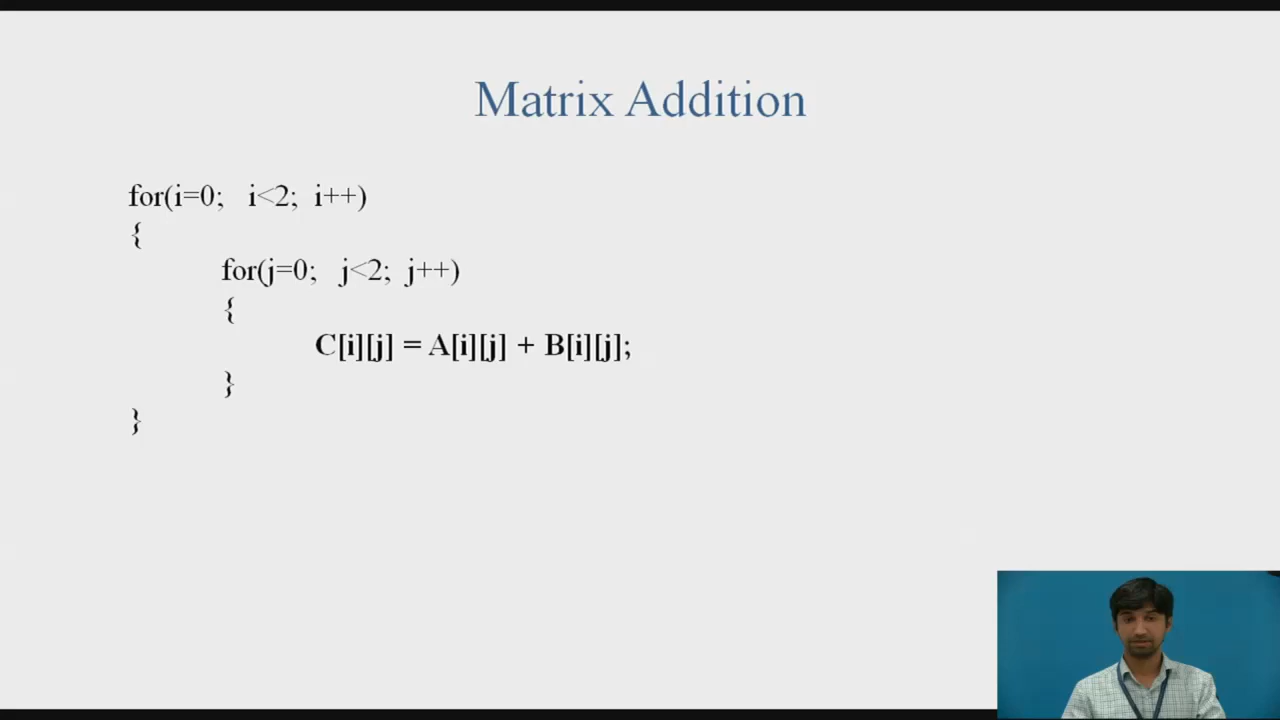 Matrix Addition
for(i=0; i<2; i++)
{
for(j=0; j<2; j++)
{
C[i][j] = A[i][j] + B[i][j];
}
}